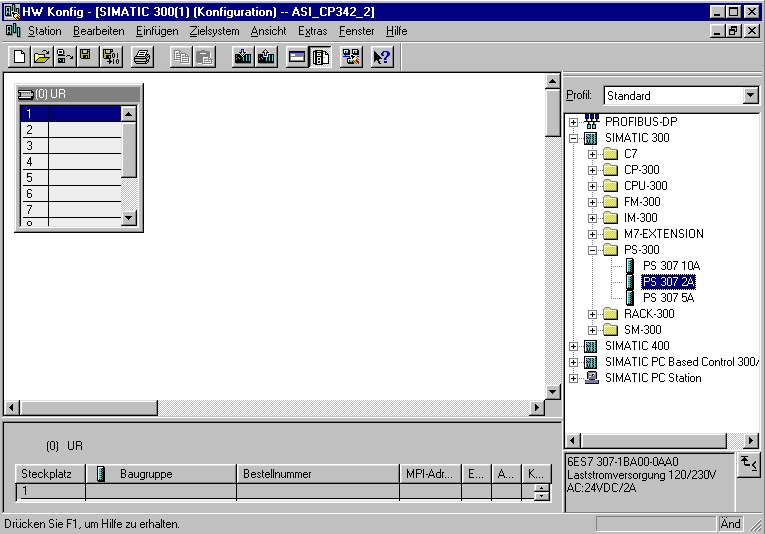 HW Konfig - [SIMATIC 300(1) (Konfiguration) -- ASI_CP342_2]
Station Bearbeiten Einfügen Zielsystem Ansicht Extras Fenster Hilfe
(0) UR
1
2
3
4
5
6
7
Profil: Standard
PROFIBUS-DP
SIMATIC 300
C7
CP-300
CPU-300
FM-300
IM-300
M7-EXTENSION
PS-300
PS 307 10A
PS 307 2A
PS 307 5A
RACK-300
SM-300
SIMATIC 400
SIMATIC PC Based Control 300/
SIMATIC PC Station
(0) UR
Steckplatz Baugruppe Bestellnummer MPI-Adr... E... A... K...
1
6ES7 307-1BA00-0AA0
Laststromversorgung 120/230V
AC:24VDC/2A
Drücken Sie F1, um Hilfe zu erhalten. Änd